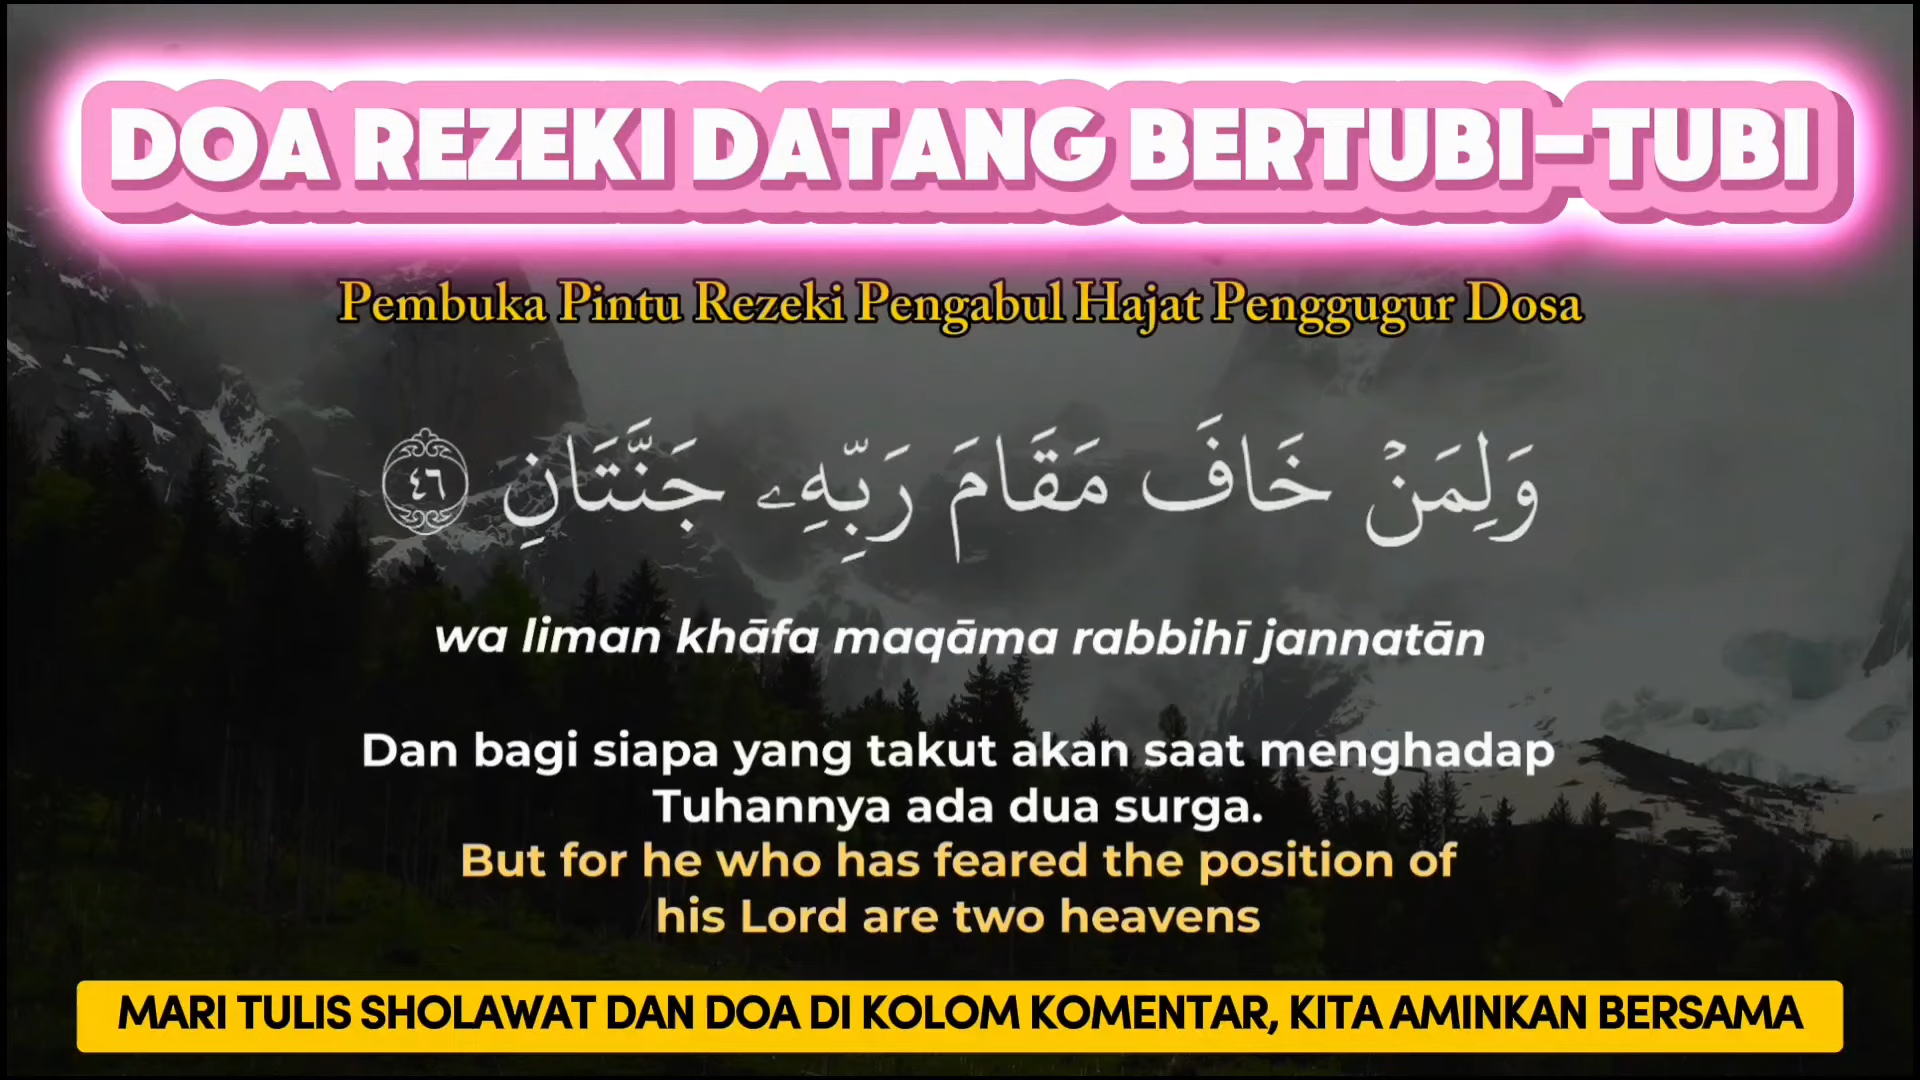 DOA REZEKI DATANG BERTUBI-TUBI
Pembuka Pintu Rezeki Pengabul Hajat Penggugur Dosa
وَلِمَنْ خَافَ مَقَامَ رَبِّهِۦ جَنَّتَانِ ٤٦
wa liman khāfa maqāma rabbihī jannatān
Dan bagi siapa yang takut akan saat menghadap
Tuhannya ada dua surga.
But for he who has feared the position of
his Lord are two heavens
MARI TULIS SHOLAWAT DAN DOA DI KOLOM KOMENTAR, KITA AMINKAN BERSAMA